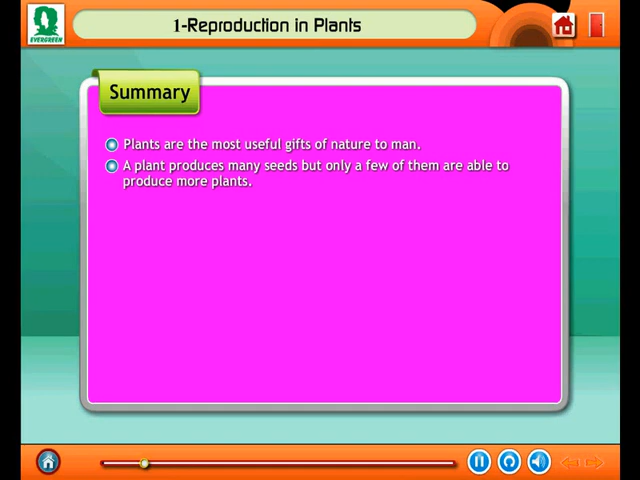 EVERGREEN
1-Reproduction in Plants
Summary
Plants are the most useful gifts of nature to man.
A plant produces many seeds but only a few of them are able to
produce more plants.